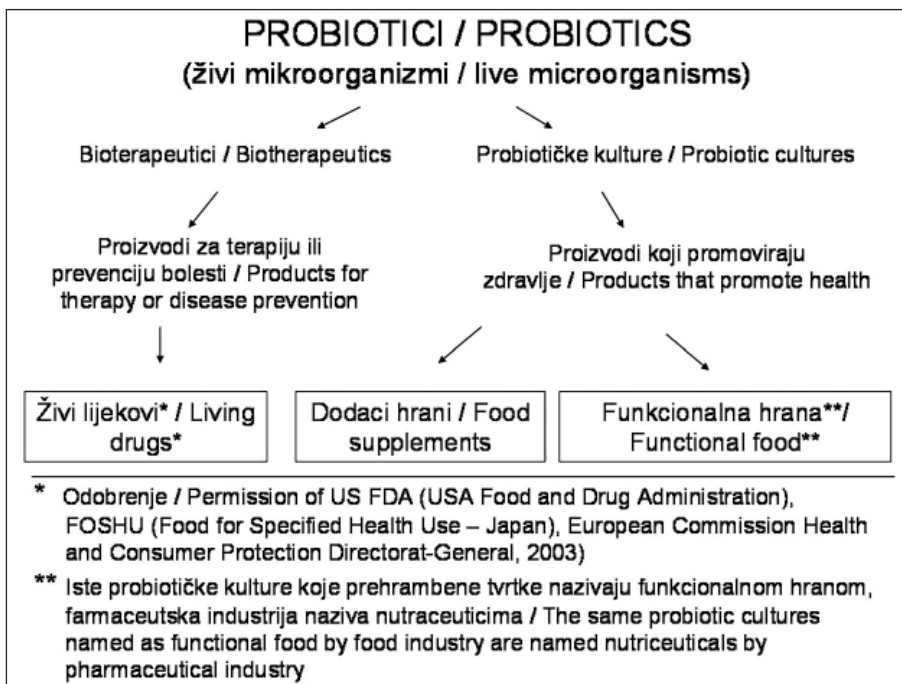 PROBIOTICI / PROBIOTICS
(živi mikroorganizmi / live microorganisms)
Bioterapeutici / Biotherapeutics
Probiotičke kulture / Probiotic cultures
Proizvodi za terapiju ili
prevenciju bolesti / Products for
therapy or disease prevention
Proizvodi koji promoviraju
zdravlje / Products that promote health
Živi lijekovi* / Living
drugs*
Dodaci hrani / Food
supplements
Funkcionalna hrana**/
Functional food**
* Odobrenje / Permission of US FDA (USA Food and Drug Administration),
FOSHU (Food for Specified Health Use – Japan), European Commission Health
and Consumer Protection Directorat-General, 2003)
** Iste probiotičke kulture koje prehrambene tvrtke nazivaju funkcionalnom hranom,
farmaceutska industrija naziva nutraceuticima / The same probiotic cultures
named as functional food by food industry are named nutriceuticals by
pharmaceutical industry